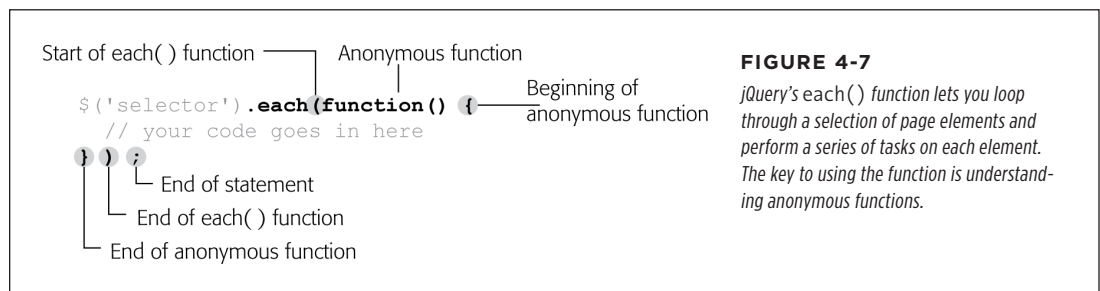 Start of each( ) function
Anonymous function
Beginning of
anonymous function
$('selector').each(function() {
// your code goes in here
} ) ;
End of statement
End of each( ) function
End of anonymous function
FIGURE 4-7
jQuery's each() function lets you loop
through a selection of page elements and
perform a series of tasks on each element.
The key to using the function is understand-
ing anonymous functions.